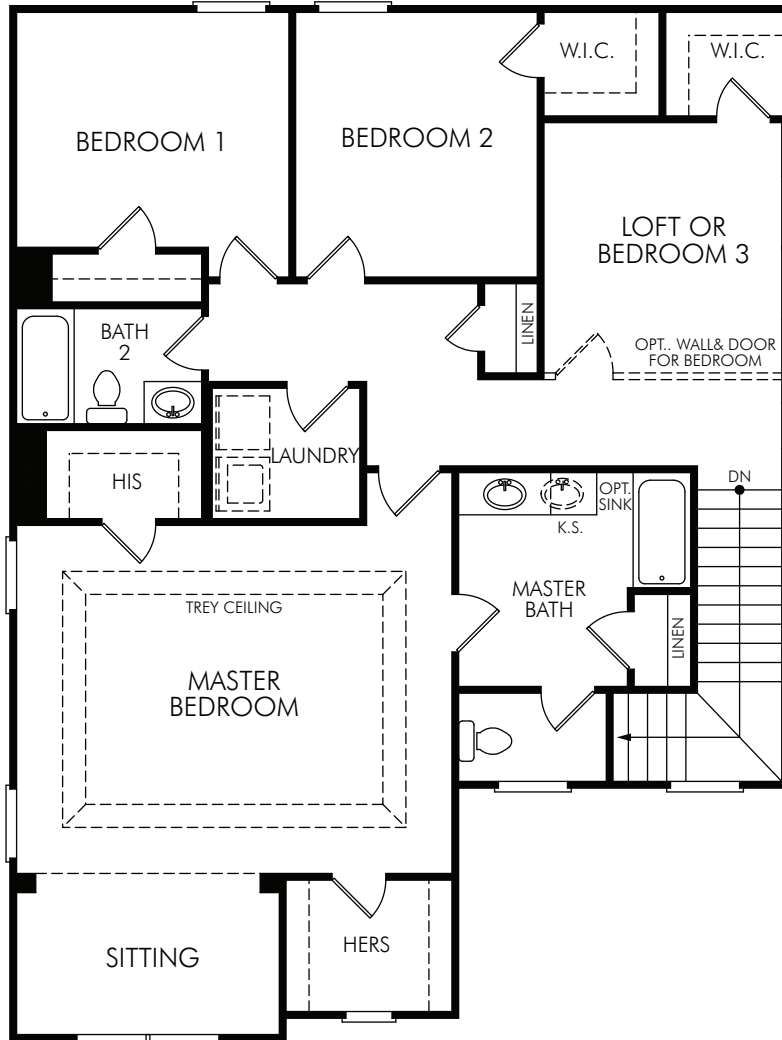 W.I.C.
W.I.C.
BEDROOM 1
BEDROOM 2
LOFT OR
BEDROOM 3
LINEN
BATH
2
OPT.. WALL& DOOR
FOR BEDROOM
LAUNDRY
HIS
OPT.
SINK
K.S.
DN
TREY CEILING
MASTER
BATH
LINEN
MASTER
BEDROOM
SITTING
HERS